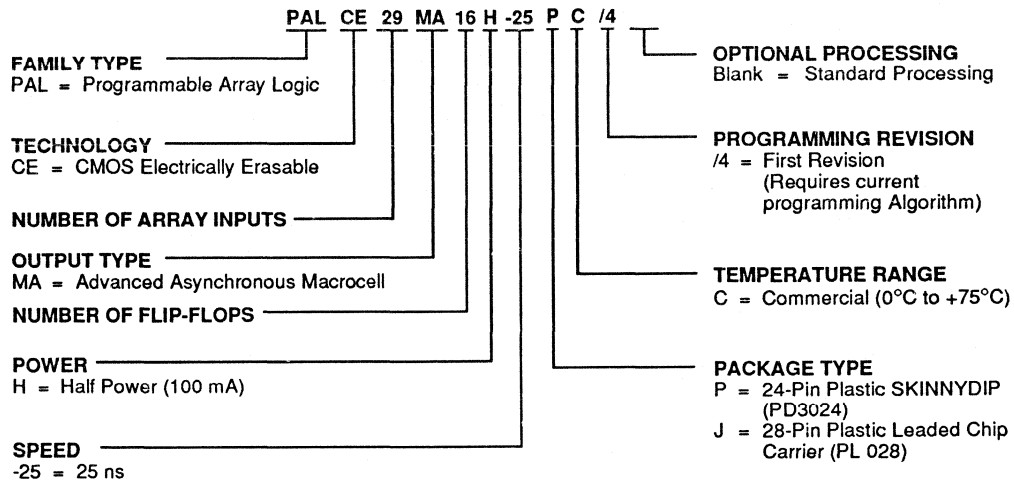 PAL CE 29 MA 16 H -25 P C /4
FAMILY TYPE
PAL = Programmable Array Logic
TECHNOLOGY
CE = CMOS Electrically Erasable
NUMBER OF ARRAY INPUTS
OUTPUT TYPE
MA = Advanced Asynchronous Macrocell
NUMBER OF FLIP-FLOPS
POWER
H = Half Power (100 mA)
SPEED
-25 = 25 ns
OPTIONAL PROCESSING
Blank = Standard Processing
PROGRAMMING REVISION
/4 = First Revision
(Requires current
programming Algorithm)
TEMPERATURE RANGE
C = Commercial (0°C to +75°C)
PACKAGE TYPE
P = 24-Pin Plastic SKINNYDIP
(PD3024)
J = 28-Pin Plastic Leaded Chip
Carrier (PL 028)